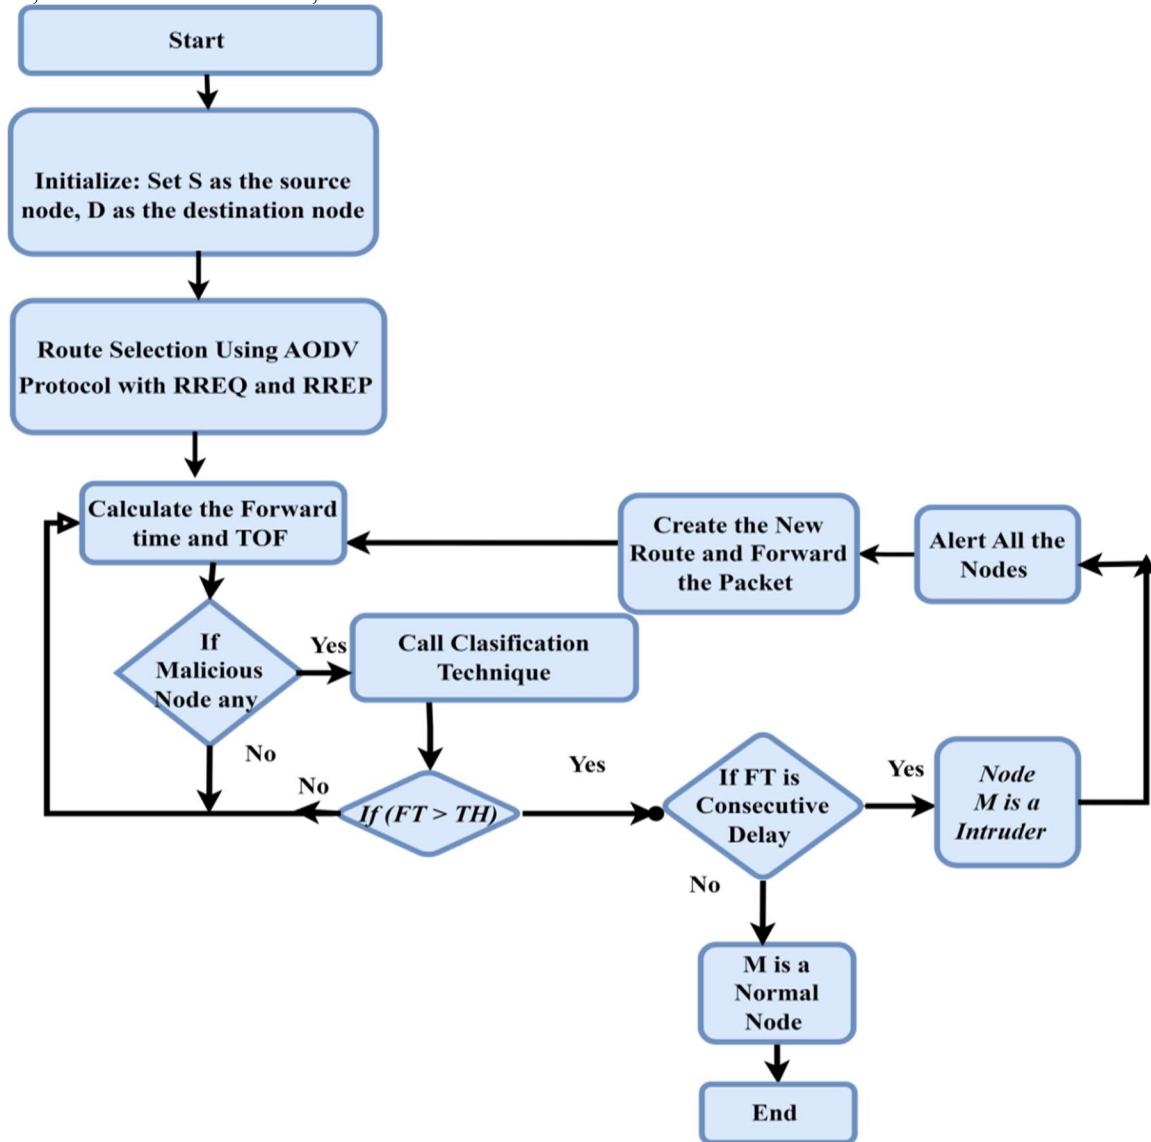 Start
Initialize: Set S as the source
node, D as the destination node
Route Selection Using AODV
Protocol with RREQ and RREP
Calculate the Forward
time and TOF
Create the New
Route and Forward
the Packet
Alert All the
Nodes
If
Malicious
Node any
Yes
Call Clasification
Technique
No
No
If (FT > TH)
Yes
If FT is
Consecutive
Delay
Yes
Node
M is a
Intruder
No
M is a
Normal
Node
End